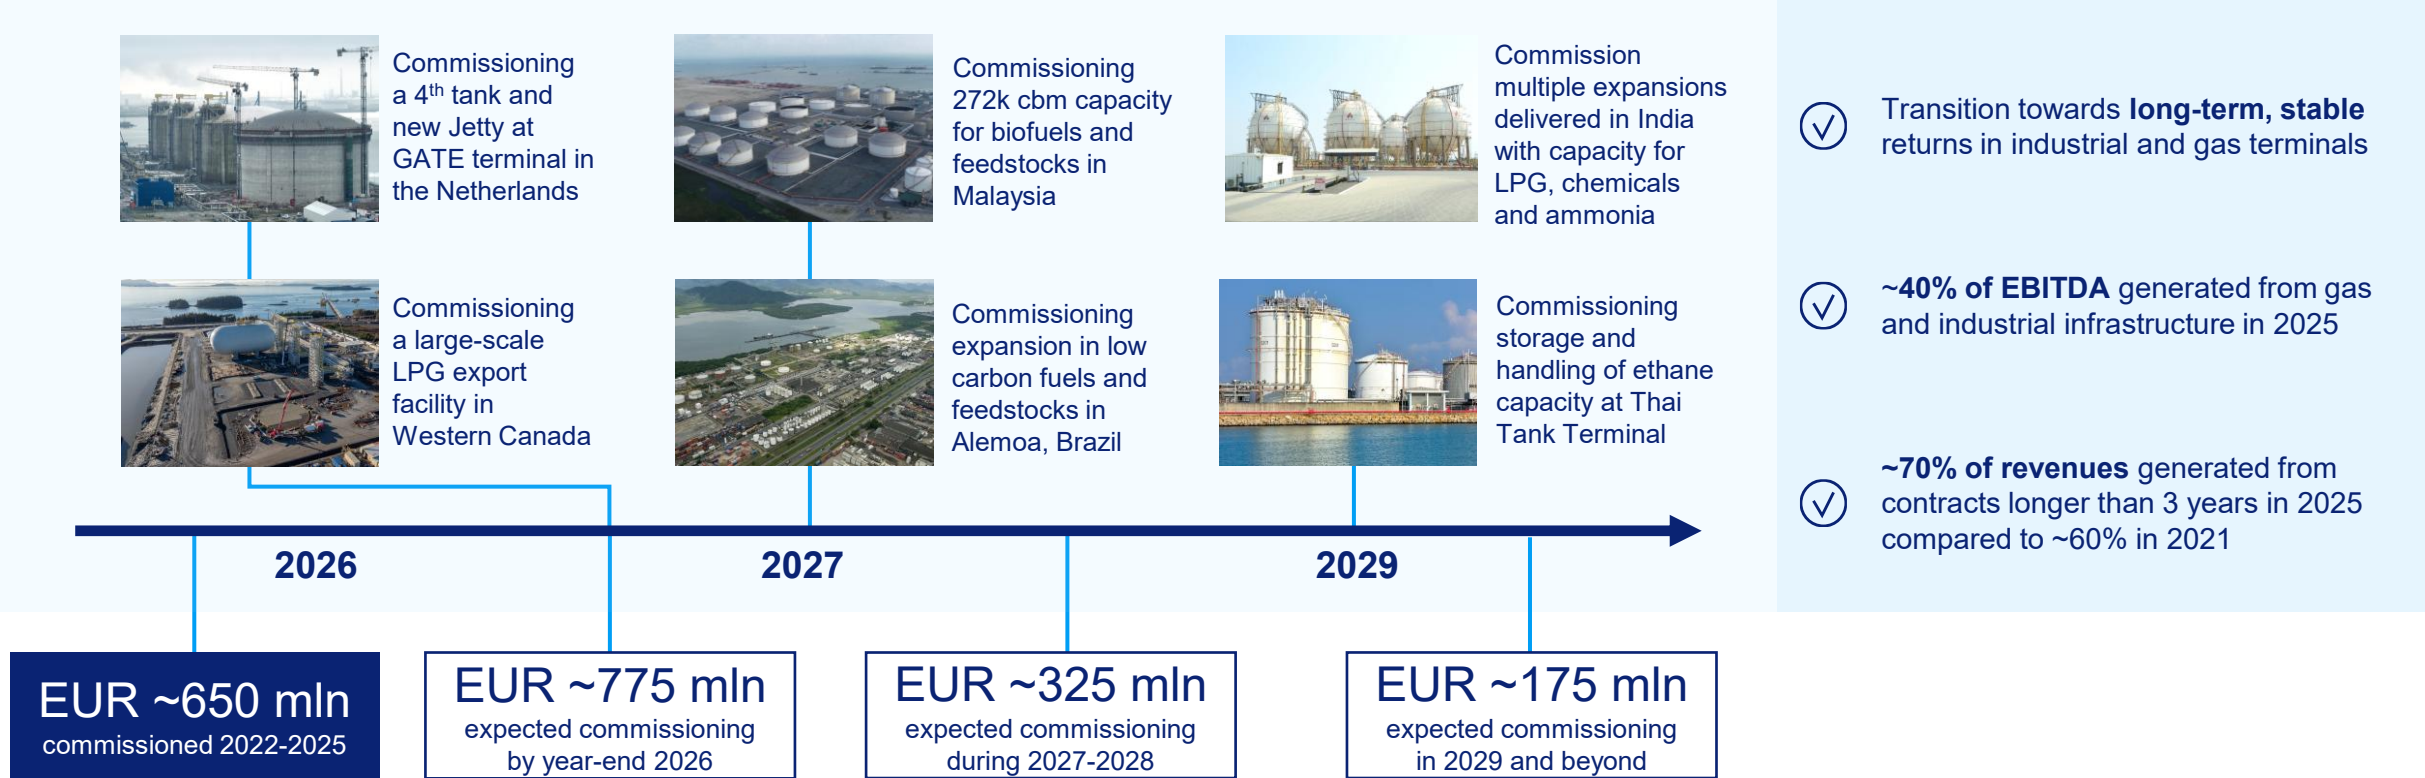 Commissioning
a 4th tank and
new Jetty at
GATE terminal in
the Netherlands
Commissioning
a large-scale
LPG export
facility in
Western Canada
Commissioning
272k cbm capacity
for biofuels and
feedstocks in
Malaysia
Commissioning
expansion in low
carbon fuels and
feedstocks in
Alemoa, Brazil
Commission
multiple expansions
delivered in India
with capacity for
LPG, chemicals
and ammonia
Commissioning
storage and
handling of ethane
capacity at Thai
Tank Terminal
2026
2027
2029
EUR ~650 mln
commissioned 2022-2025
EUR ~775 mln
expected commissioning
by year-end 2026
EUR ~325 mln
expected commissioning
during 2027-2028
EUR ~175 mln
expected commissioning
in 2029 and beyond
Transition towards long-term, stable
returns in industrial and gas terminals
~40% of EBITDA generated from gas
and industrial infrastructure in 2025
~70% of revenues generated from
contracts longer than 3 years in 2025
compared to ~60% in 2021